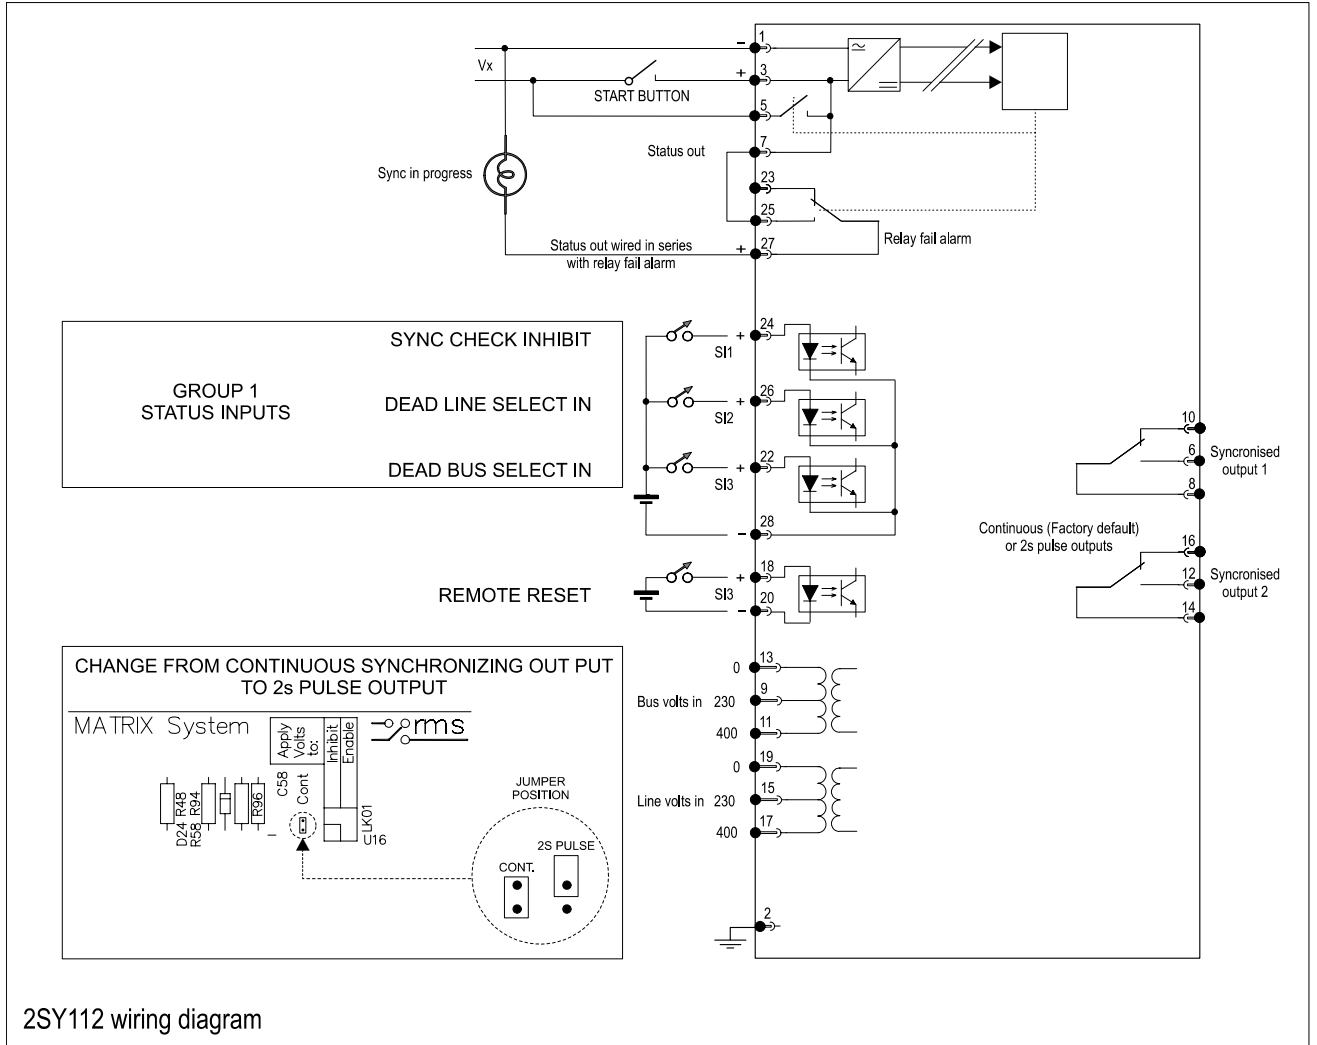 1
−
Vx
3
+
START BUTTON
5
Status out
7
Sync in progress
23
25
Relay fail alarm
27
+
Status out wired in series
with relay fail alarm
SYNC CHECK INHIBIT
+ 24
SI1
GROUP 1
STATUS INPUTS
DEAD LINE SELECT IN
+ 26
SI2
DEAD BUS SELECT IN
+ 22
SI3
− 28
10
6
8
Syncronised
output 1
Continuous (Factory default)
or 2s pulse outputs
16
12
14
Syncronised
output 2
REMOTE RESET
+ 18
SI3
− 20
CHANGE FROM CONTINUOUS SYNCHRONIZING OUT PUT
TO 2s PULSE OUTPUT
MATRIX System
Apply
Volts
to:
Inhibit
Enable
rms
C58
Cont
D24 R48
R58 R94
R96
−
LK01
U16
JUMPER
POSITION
2S PULSE
CONT.
0 13
Bus volts in 230 9
400 11
0 19
Line volts in 230 15
400 17
2
2SY112 wiring diagram